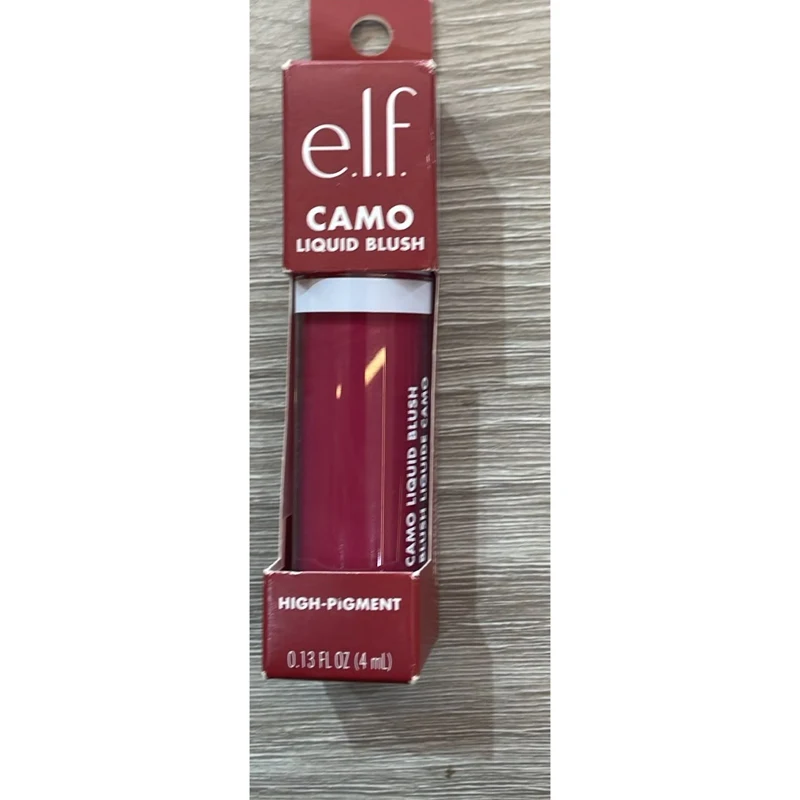 e.l.f.
CAMO
LIQUID BLUSH
CAMO LIQUID BLUSH
BLUSH LIQUIDE CAMO
HIGH-PiGMENT
0.13 FL OZ (4 mL)